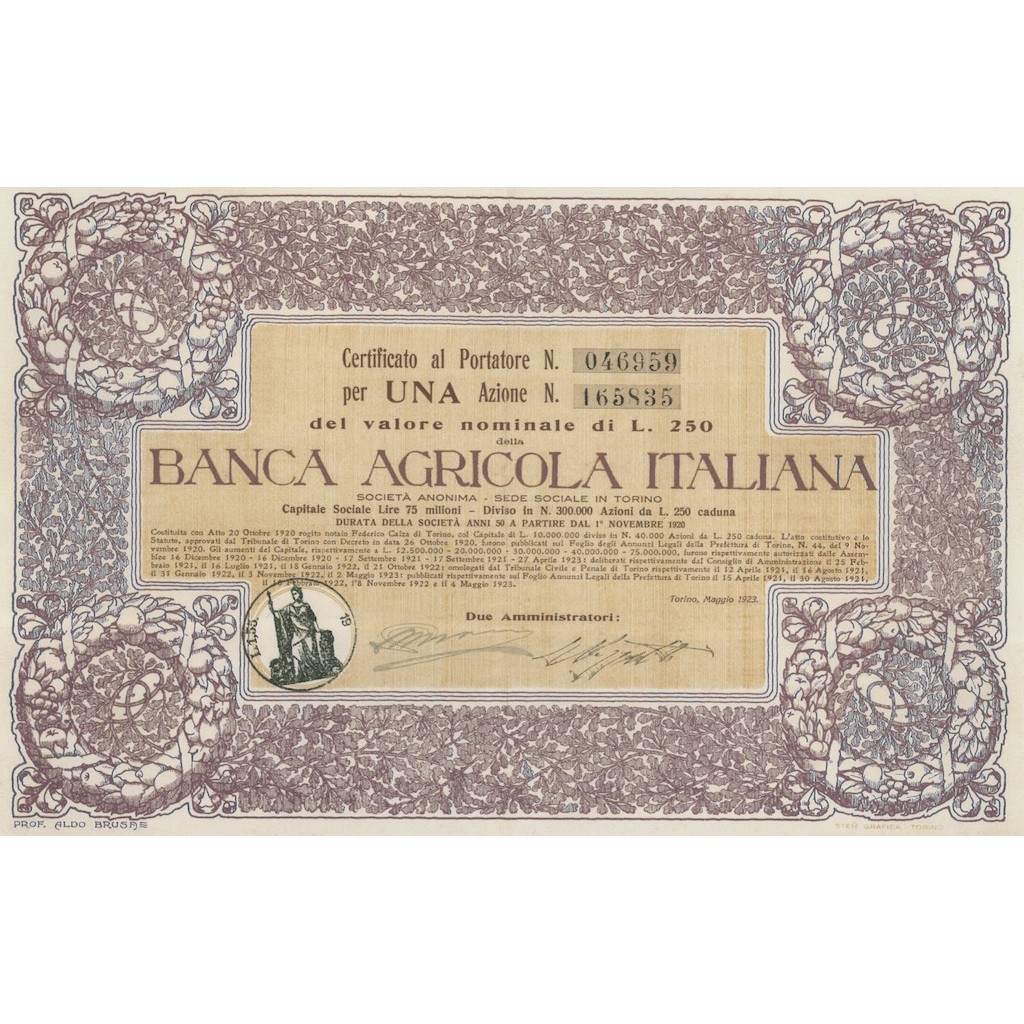 Certificato al Portatore N. 046959
per UNA Azione N. 165835
del valore nominale di L. 250
della
BANCA AGRICOLA ITALIANA
SOCIETÀ ANONIMA - SEDE SOCIALE IN TORINO
Capitale Sociale Lire 75 milioni - Diviso in N. 300.000 Azioni da L. 250 caduna
DURATA DELLA SOCIETÀ ANNI 50 A PARTIRE DAL 1° NOVEMBRE 1920
Costituita con Atto 20 Ottobre 1920 rogito notaio Federico Calza di Torino, col Capitale di L. 10.000.000 diviso in N. 40.000 Azioni da L. 250 caduna. L'atto costitutivo e lo
Statuto, approvati dal Tribunale di Torino con Decreto in data 26 Ottobre 1920, furono pubblicati sul Foglio degli Annunzi Legali della Prefettura di Torino, N. 44, del 9 No-
vembre 1920. Gli aumenti del Capitale, rispettivamente a L. 12.500.000 - 20.000.000 - 30.000.000 - 40.000.000 - 75.000.000, furono rispettivamente autorizzati dalle Assem-
blee 16 Dicembre 1920 - 16 Dicembre 1920 - 17 Settembre 1921 - 17 Settembre 1921 - 27 Aprile 1923: deliberati rispettivamente dal Consiglio di Amministrazione il 25 Feb-
braio 1921, il 16 Luglio 1921, il 18 Gennaio 1922, il 21 Ottobre 1922: omologati dal Tribunale Civile e Penale di Torino rispettivamente il 12 Aprile 1921, il 16 Agosto 1921,
il 31 Gennaio 1922, il 3 Novembre 1922, il 2 Maggio 1923: pubblicati rispettivamente sul Foglio Annunzi Legali della Prefettura di Torino il 15 Aprile 1921, il 30 Agosto 1921,
il Febbraio 1922, l'8 Novembre 1922 e il 4 Maggio 1923.
Torino, Maggio 1923.
Due Amministratori:
19
PROF. ALDO BRUSAE
GRAFICA - TORINO